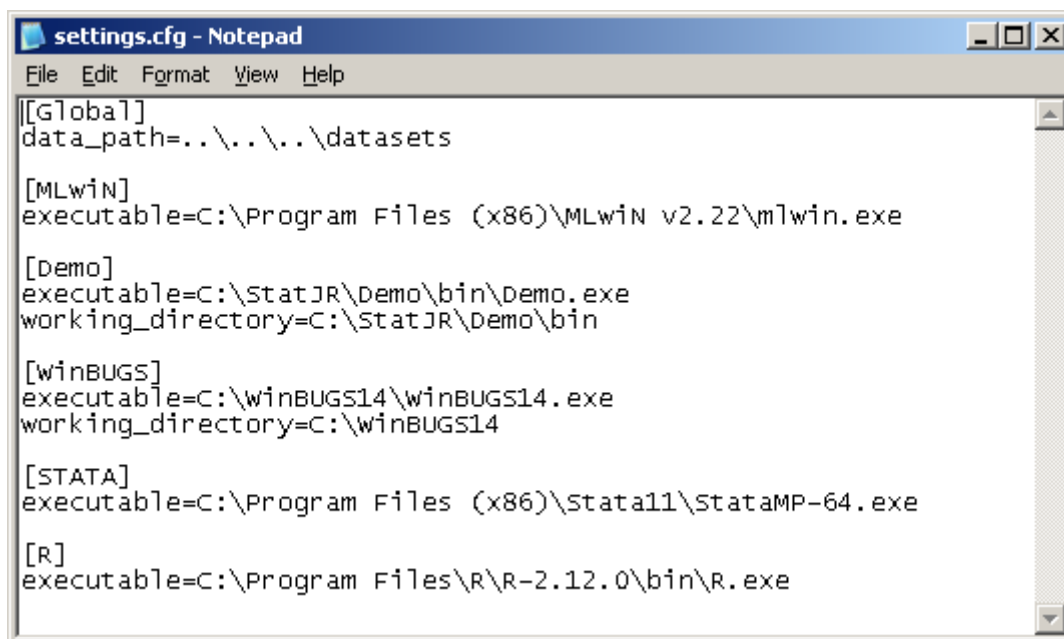 settings.cfg - Notepad
File Edit Format View Help
[Global]
data_path=..\..\..\datasets
[MLwiN]
executable=C:\Program Files (x86)\MLwiN v2.22\mlwin.exe
[Demo]
executable=C:\StatJR\Demo\bin\Demo.exe
working_directory=C:\StatJR\Demo\bin
[WinBUGS]
executable=C:\WinBUGS14\WinBUGS14.exe
working_directory=C:\WinBUGS14
[STATA]
executable=C:\Program Files (x86)\Stata11\StataMP-64.exe
[R]
executable=C:\Program Files\R\R-2.12.0\bin\R.exe